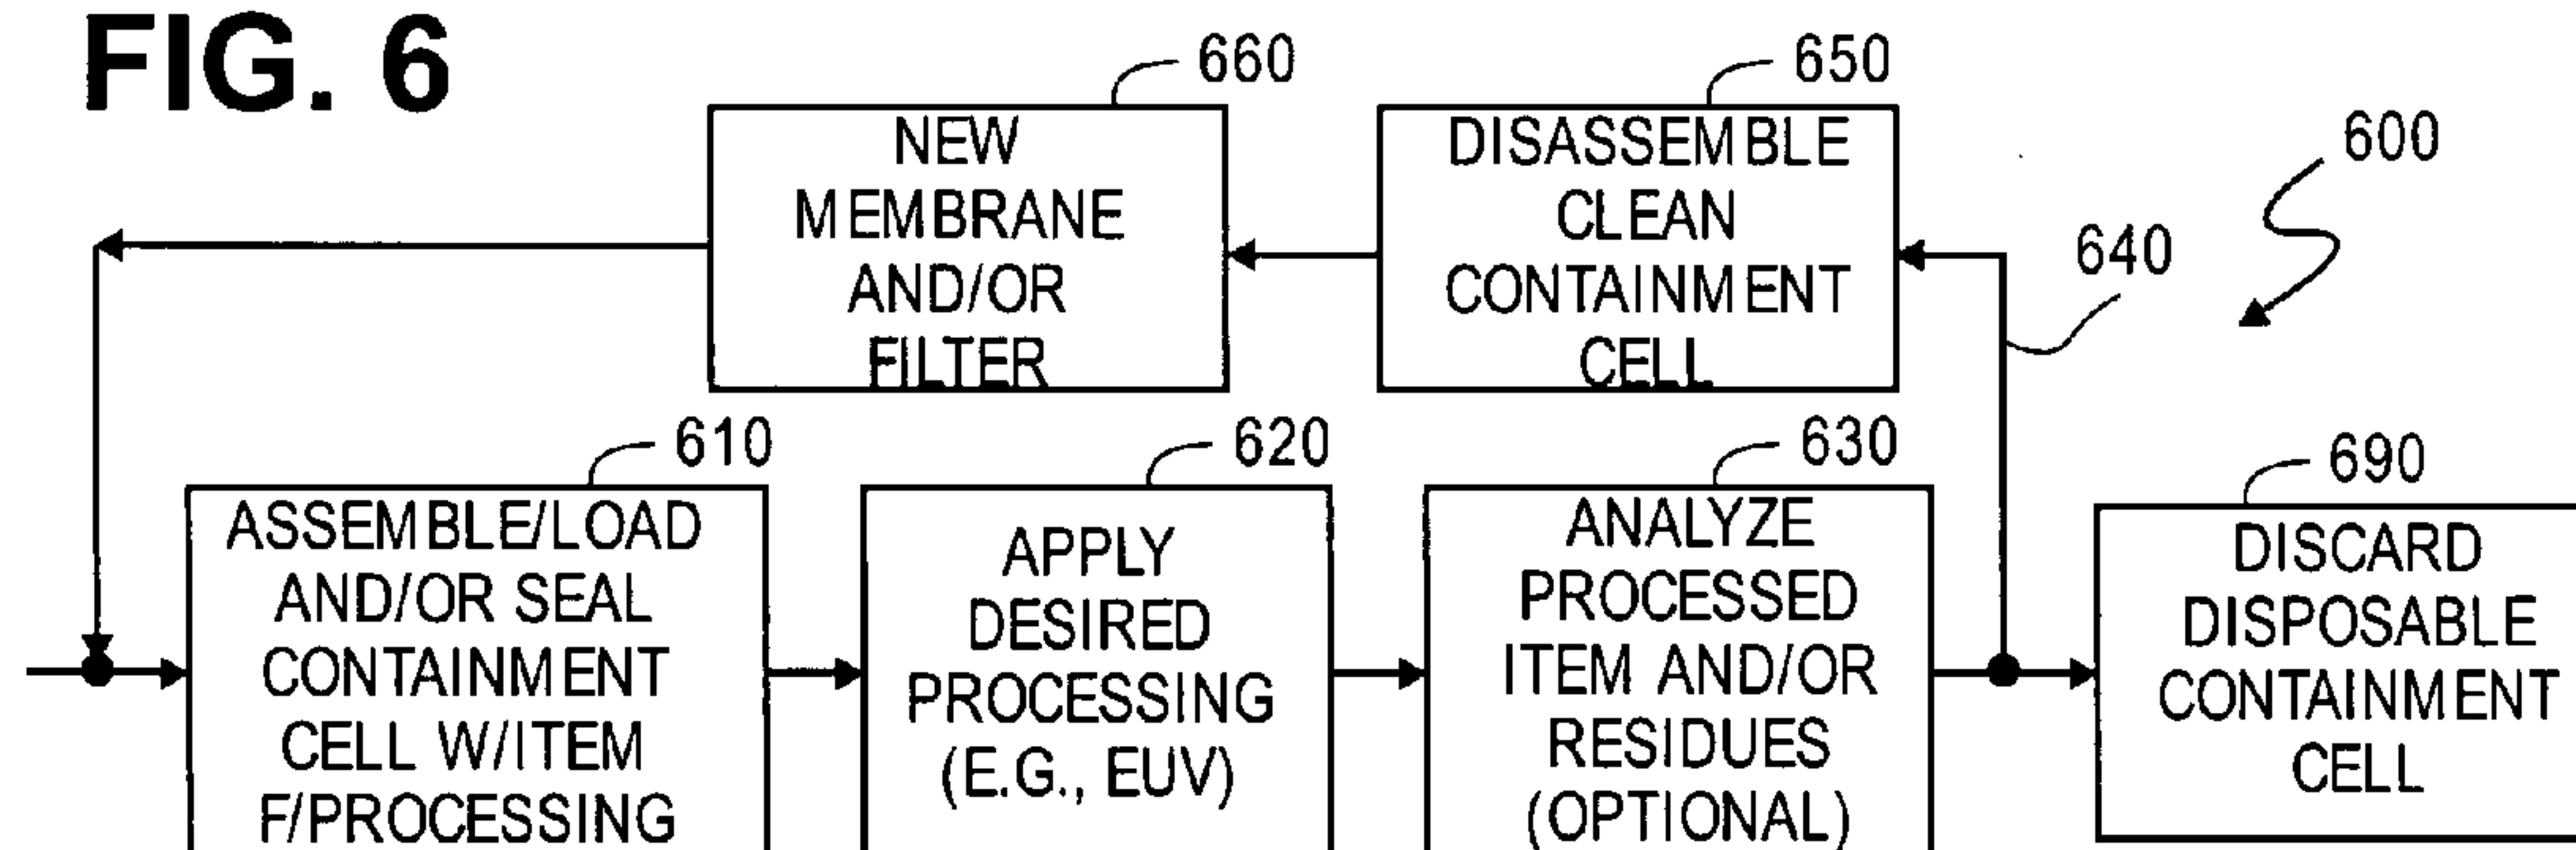 FIG. 6
660
650
600
640
NEW
MEMBRANE
AND/OR
FILTER
DISASSEMBLE
CLEAN
CONTAINMENT
CELL
610
620
630
690
ASSEMBLE/LOAD
AND/OR SEAL
CONTAINMENT
CELL W/ITEM
F/PROCESSING
APPLY
DESIRED
PROCESSING
(E.G., EUV)
ANALYZE
PROCESSED
ITEM AND/OR
RESIDUES
(OPTIONAL)
DISCARD
DISPOSABLE
CONTAINMENT
CELL